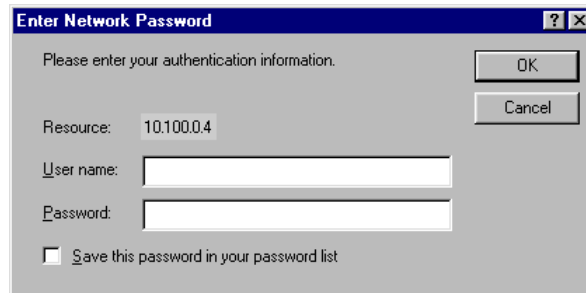 Enter Network Password
Please enter your authentication information.
OK
Cancel
Resource: 10.100.0.4
User name:
Password:
Save this password in your password list